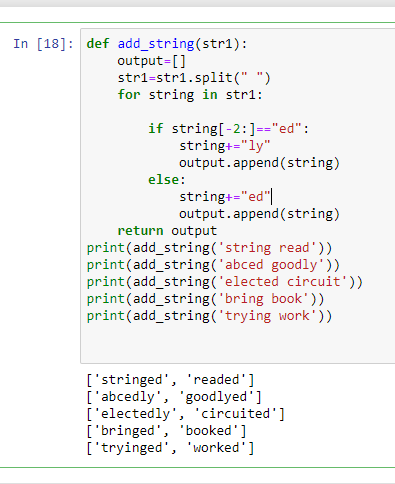 In [18]: def add_string(str1):
    output=[]
    str1=str1.split(" ")
    for string in str1:
        if string[-2:]=="ed":
            string+="ly"
            output.append(string)
        else:
            string+="ed"
            output.append(string)
    return output
print(add_string('string read'))
print(add_string('abced goodly'))
print(add_string('elected circuit'))
print(add_string('bring book'))
print(add_string('trying work'))
['stringed', 'readed']
['abcedly', 'goodlyed']
['electedly', 'circuited']
['bringed', 'booked']
['tryinged', 'worked']